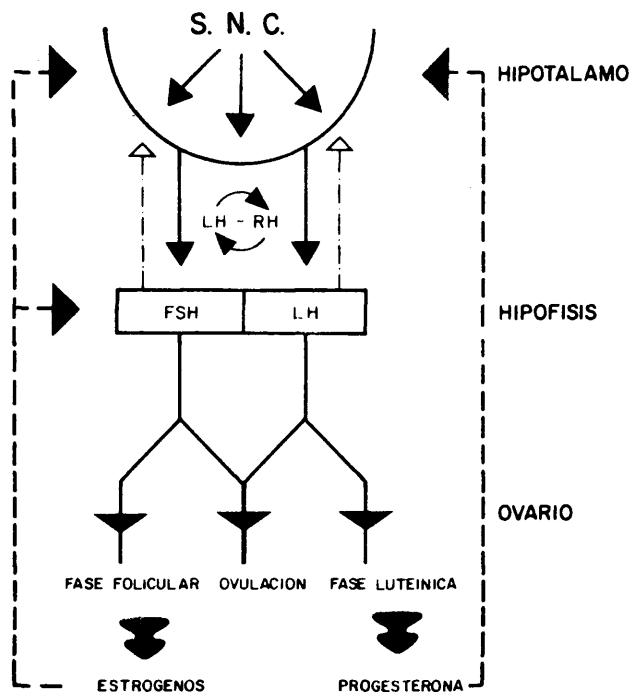 S. N. C.
HIPOTALAMO
LH - RH
FSH
LH
HIPOFISIS
OVARIO
FASE FOLICULAR
OVULACION
FASE LUTEINICA
ESTROGENOS
PROGESTERONA